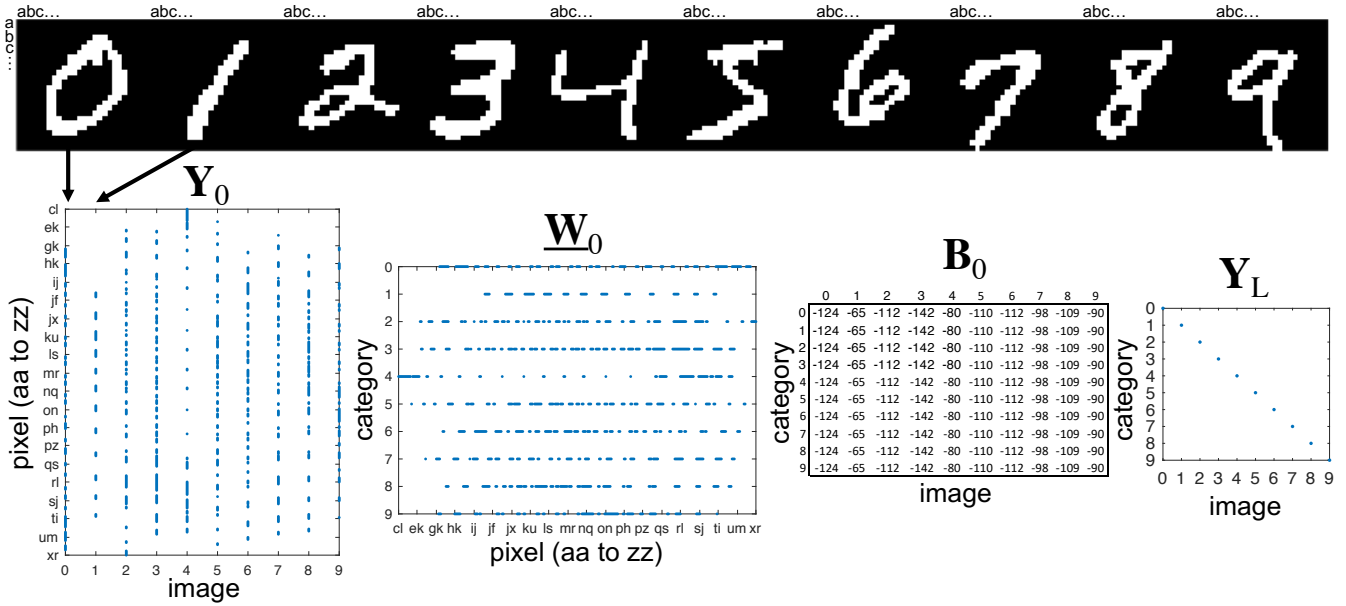 abc… abc… abc… abc… abc… abc… abc… abc… abc… abc…
a
b
c
…
0 1 2 3 4 5 6 7 8 9
Y0
cl
ek
gk
hk
ij
jf
jx
ku
ls
mr
nq
on
ph
pz
qs
rl
sj
ti
um
xr
pixel (aa to zz)
0 1 2 3 4 5 6 7 8 9
image
W0
0
1
2
3
4
5
6
7
8
9
category
cl ek gk hk ij jf jx ku ls mr nq on ph pz qs rl sj ti um xr
pixel (aa to zz)
B0
0 1 2 3 4 5 6 7 8 9
0 -124 -65 -112 -142 -80 -110 -112 -98 -109 -90
1 -124 -65 -112 -142 -80 -110 -112 -98 -109 -90
2 -124 -65 -112 -142 -80 -110 -112 -98 -109 -90
3 -124 -65 -112 -142 -80 -110 -112 -98 -109 -90
4 -124 -65 -112 -142 -80 -110 -112 -98 -109 -90
5 -124 -65 -112 -142 -80 -110 -112 -98 -109 -90
6 -124 -65 -112 -142 -80 -110 -112 -98 -109 -90
7 -124 -65 -112 -142 -80 -110 -112 -98 -109 -90
8 -124 -65 -112 -142 -80 -110 -112 -98 -109 -90
9 -124 -65 -112 -142 -80 -110 -112 -98 -109 -90
category
image
YL
0
1
2
3
4
5
6
7
8
9
category
0 1 2 3 4 5 6 7 8 9
image